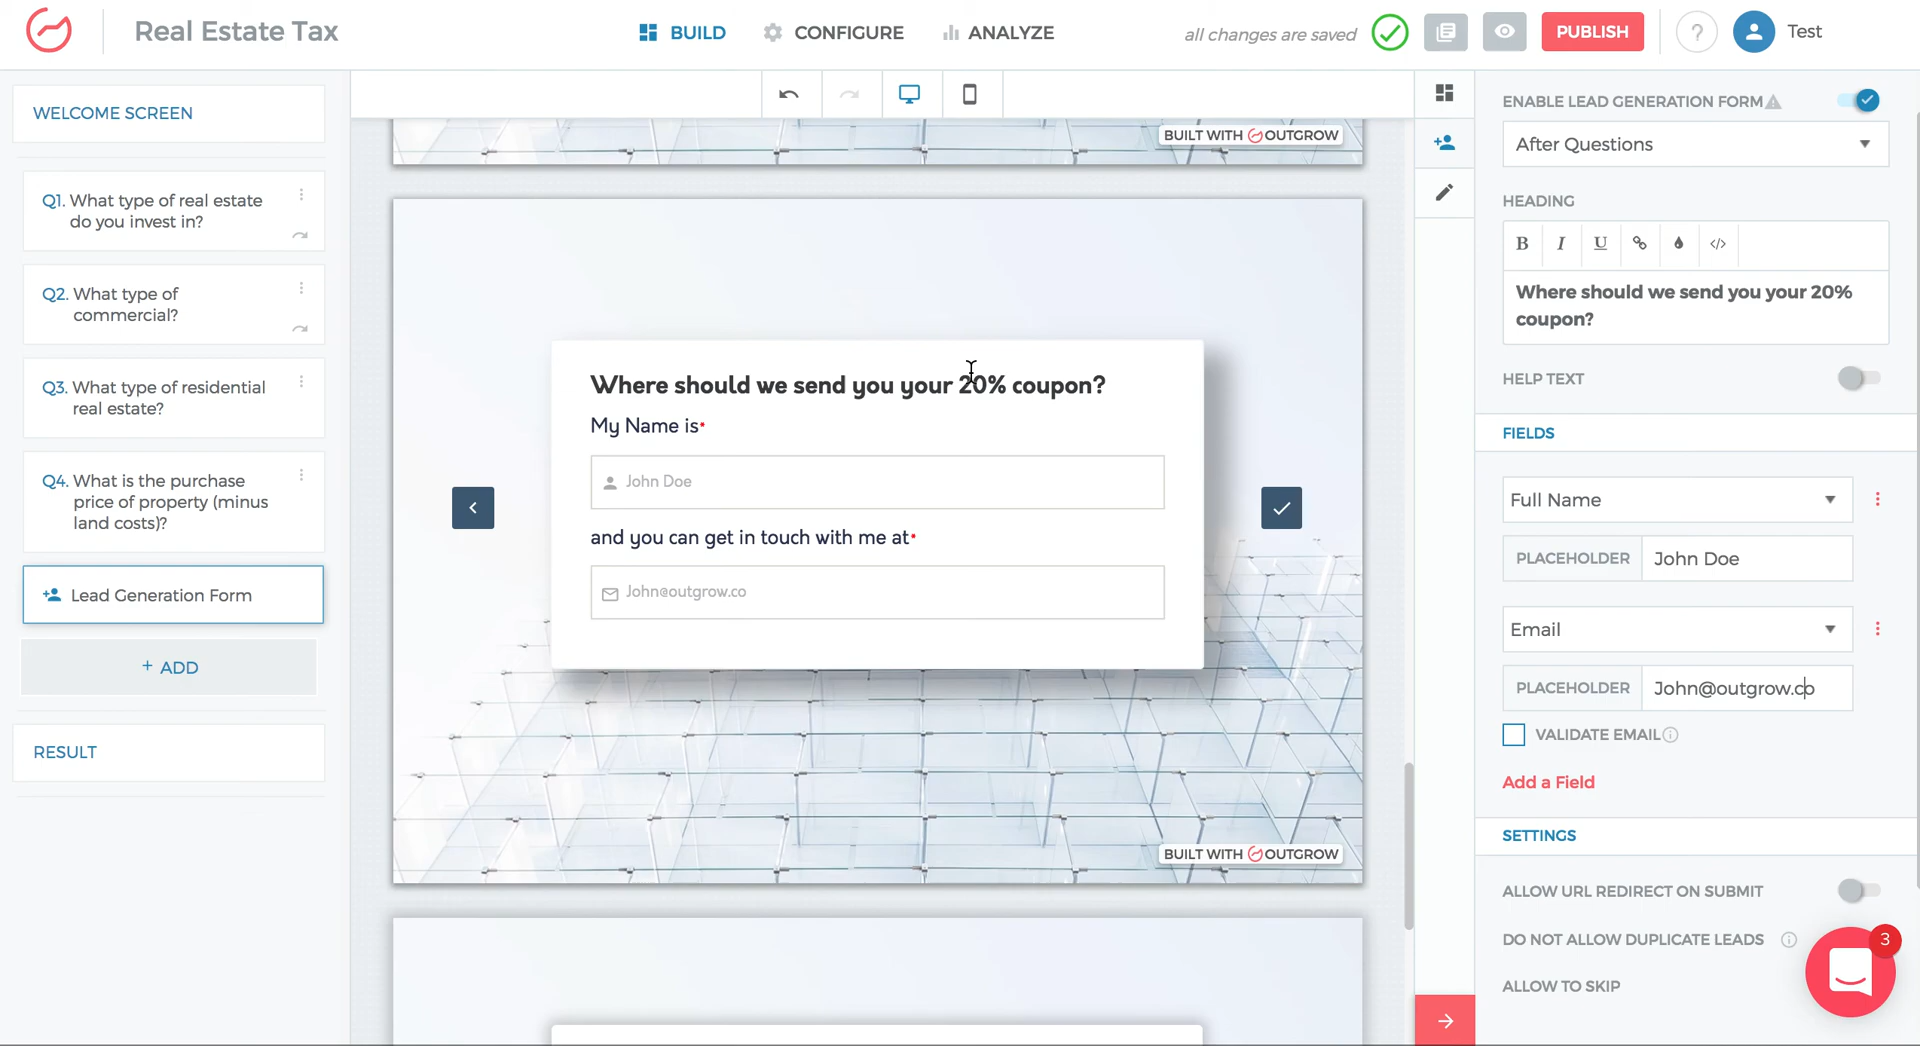 Real Estate Tax
BUILD
CONFIGURE
ANALYZE
all changes are saved
PUBLISH
?
Test
WELCOME SCREEN
Q1. What type of real estate
do you invest in?
Q2. What type of
commercial?
Q3. What type of residential
real estate?
Q4. What is the purchase
price of property (minus
land costs)?
Lead Generation Form
+ ADD
RESULT
BUILT WITH OUTGROW
Where should we send you your 20% coupon?
My Name is*
John Doe
and you can get in touch with me at*
John@outgrow.co
BUILT WITH OUTGROW
ENABLE LEAD GENERATION FORM
After Questions
HEADING
B I U </>
Where should we send you your 20%
coupon?
HELP TEXT
FIELDS
Full Name
PLACEHOLDER John Doe
Email
PLACEHOLDER John@outgrow.co
VALIDATE EMAIL
Add a Field
SETTINGS
ALLOW URL REDIRECT ON SUBMIT
DO NOT ALLOW DUPLICATE LEADS
ALLOW TO SKIP
3